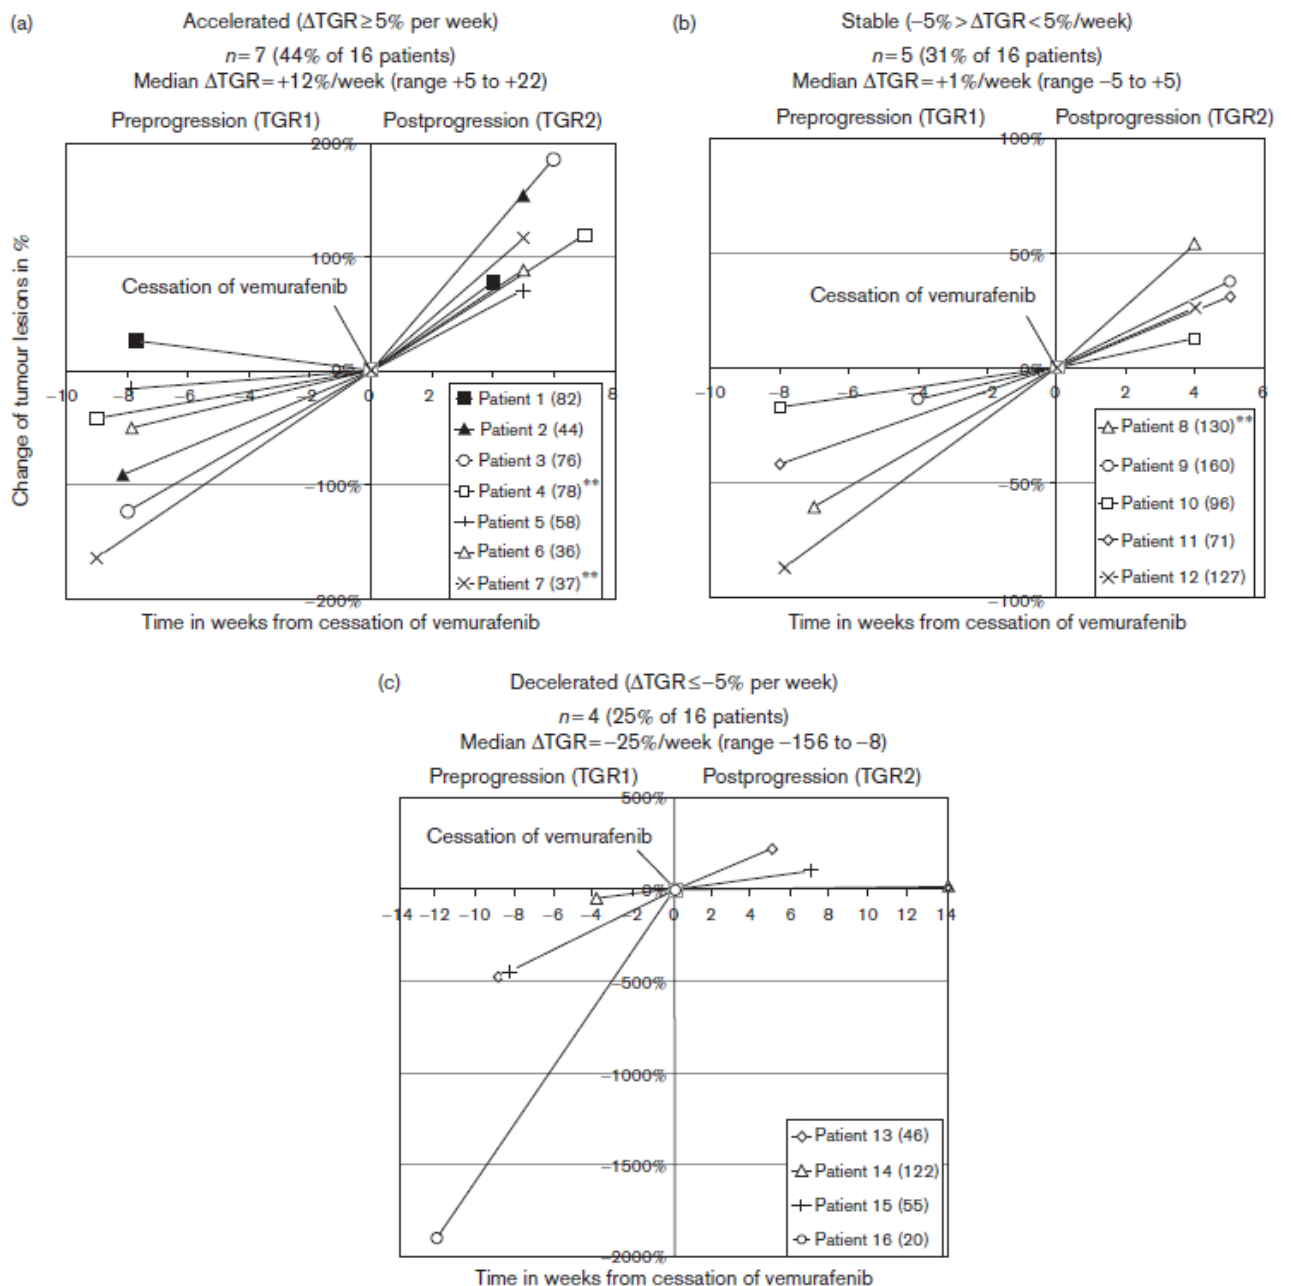 (a)
Accelerated (ΔTGR≥5% per week)
n=7 (44% of 16 patients)
Median ΔTGR=+12%/week (range +5 to +22)
Preprogression (TGR1)
Postprogression (TGR2)
Change of tumour lesions in %
200%
100%
0%
−100%
−200%
Cessation of vemurafenib
−10
−8
−6
−4
−2
0
2
8
Patient 1 (82)
Patient 2 (44)
Patient 3 (76)
Patient 4 (78)**
Patient 5 (58)
Patient 6 (36)
Patient 7 (37)**
Time in weeks from cessation of vemurafenib
(b)
Stable (−5%>ΔTGR<5%/week)
n=5 (31% of 16 patients)
Median ΔTGR=+1%/week (range −5 to +5)
Preprogression (TGR1)
Postprogression (TGR2)
100%
50%
0%
−50%
−100%
Cessation of vemurafenib
−10
−8
−6
−4
−2
0
2
4
6
Patient 8 (130)**
Patient 9 (160)
Patient 10 (96)
Patient 11 (71)
Patient 12 (127)
Time in weeks from cessation of vemurafenib
(c)
Decelerated (ΔTGR≤−5% per week)
n=4 (25% of 16 patients)
Median ΔTGR=−25%/week (range −156 to −8)
Preprogression (TGR1)
Postprogression (TGR2)
500%
0%
−500%
−1000%
−1500%
−2000%
Cessation of vemurafenib
−14 −12 −10 −8 −6 −4 −2 0 2 4 6 8 10 12 14
Patient 13 (46)
Patient 14 (122)
Patient 15 (55)
Patient 16 (20)
Time in weeks from cessation of vemurafenib